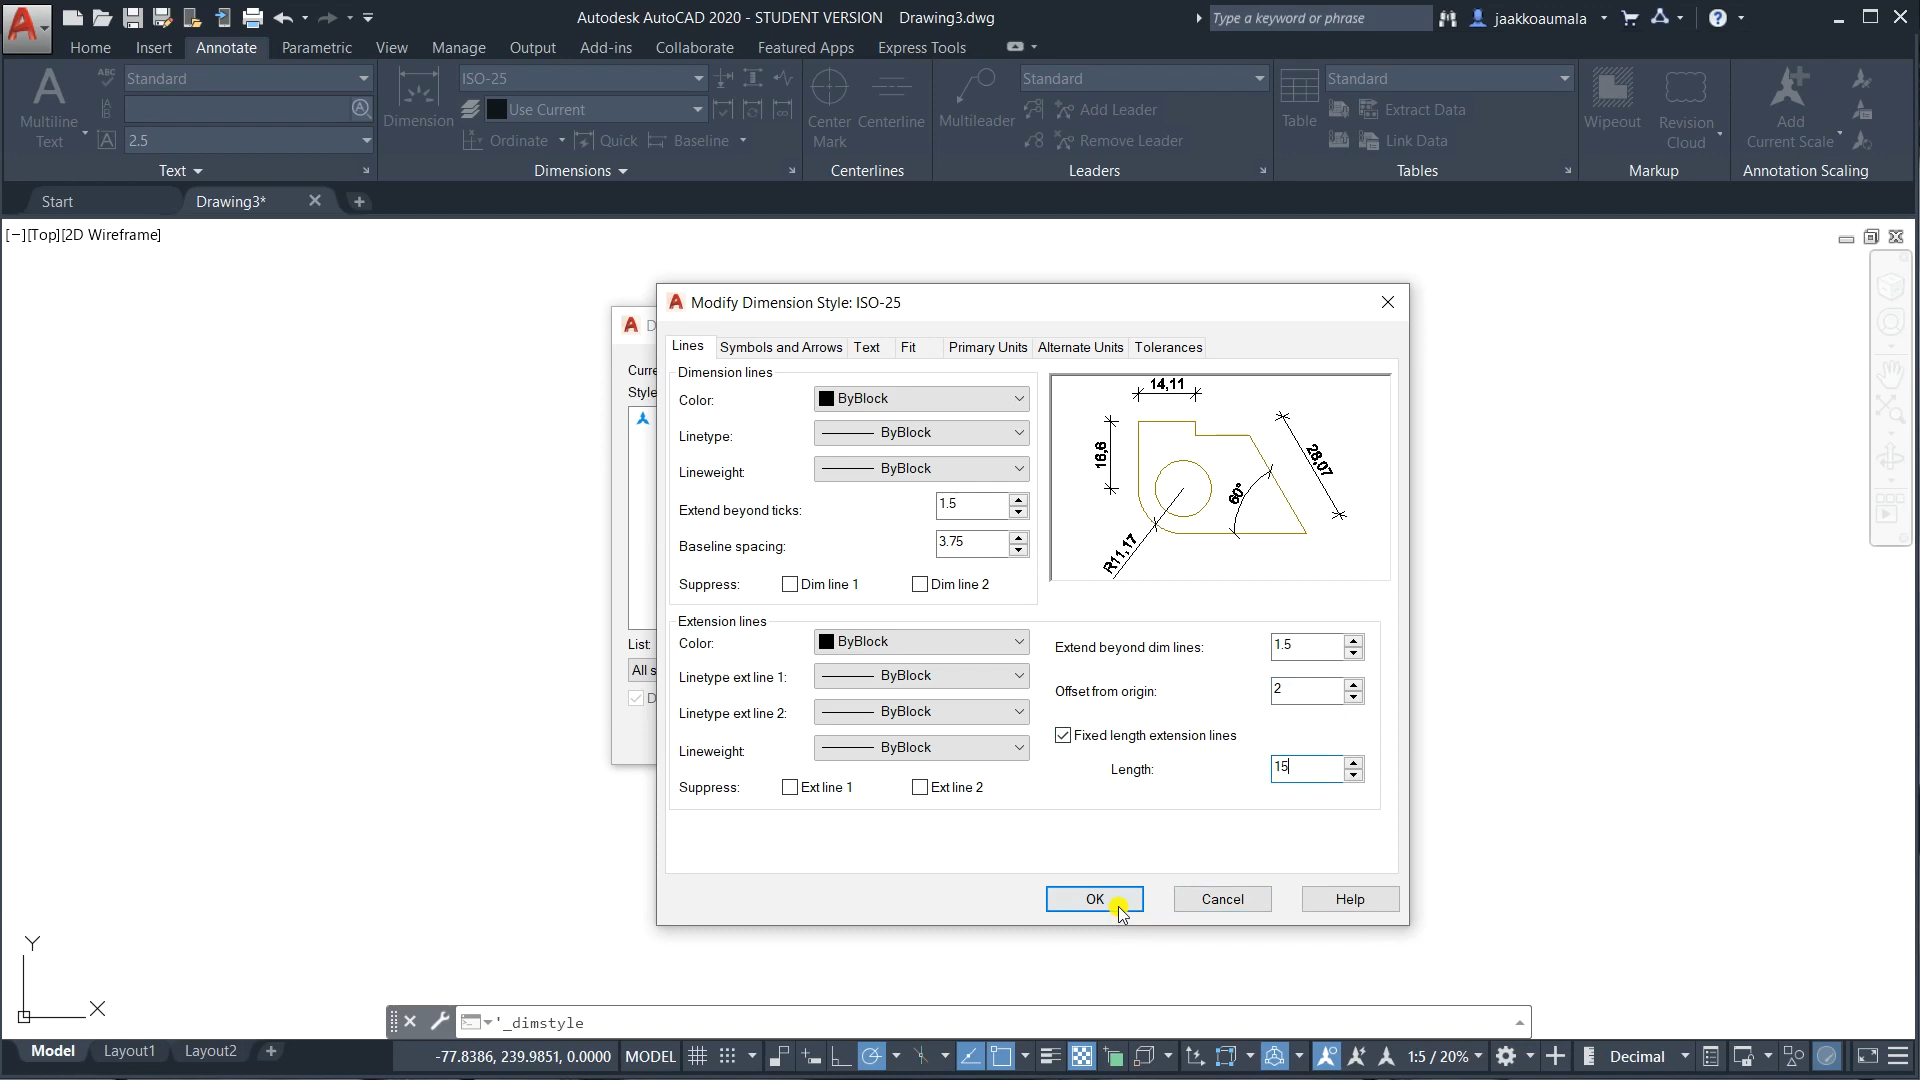 Autodesk AutoCAD 2020 - STUDENT VERSION Drawing3.dwg
Type a keyword or phrase
jaakkoaumala
Home Insert Annotate Parametric View Manage Output Add-ins Collaborate Featured Apps Express Tools
Multiline
Text
ABC
Standard
2.5
Text
Dimension
ISO-25
Use Current
Ordinate Quick Baseline
Dimensions
Center
Mark
Centerline
Centerlines
Multileader
Standard
Add Leader
Remove Leader
Leaders
Table
Standard
Extract Data
Link Data
Tables
Wipeout
Revision
Cloud
Markup
Add
Current Scale
Annotation Scaling
Start
Drawing3*
[−][Top][2D Wireframe]
D
Curre
Style
List
All s
D
Modify Dimension Style: ISO-25
Lines Symbols and Arrows Text Fit Primary Units Alternate Units Tolerances
Dimension lines
Color: ByBlock
Linetype: ByBlock
Lineweight: ByBlock
Extend beyond ticks: 1.5
Baseline spacing: 3.75
Suppress: Dim line 1 Dim line 2
14,11
16,6
28,07
60°
R11,17
Extension lines
Color: ByBlock
Linetype ext line 1: ByBlock
Linetype ext line 2: ByBlock
Lineweight: ByBlock
Suppress: Ext line 1 Ext line 2
Extend beyond dim lines: 1.5
Offset from origin: 2
Fixed length extension lines
Length: 15
OK Cancel Help
Y
X
'_dimstyle
Model Layout1 Layout2
-77.8386, 239.9851, 0.0000 MODEL 1:5 / 20% Decimal